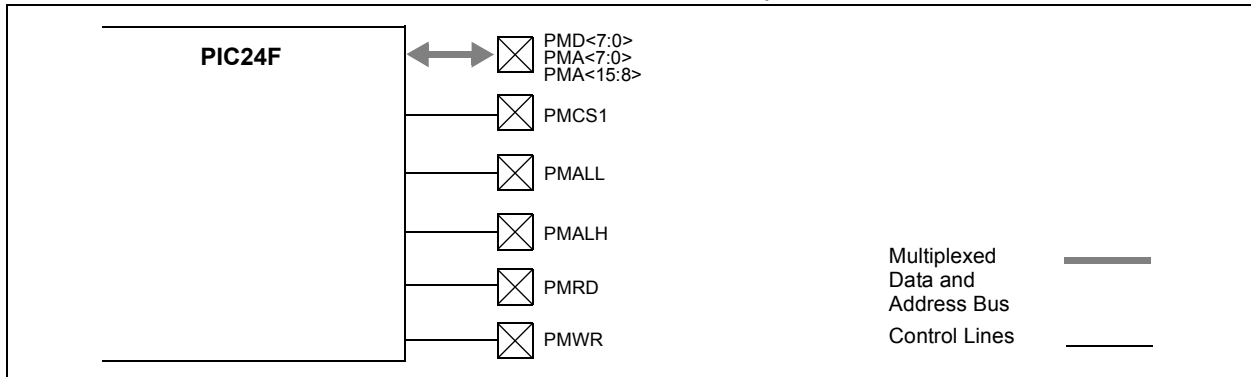 PIC24F
PMD<7:0>
PMA<7:0>
PMA<15:8>
PMCS1
PMALL
PMALH
PMRD
PMWR
Multiplexed
Data and
Address Bus
Control Lines